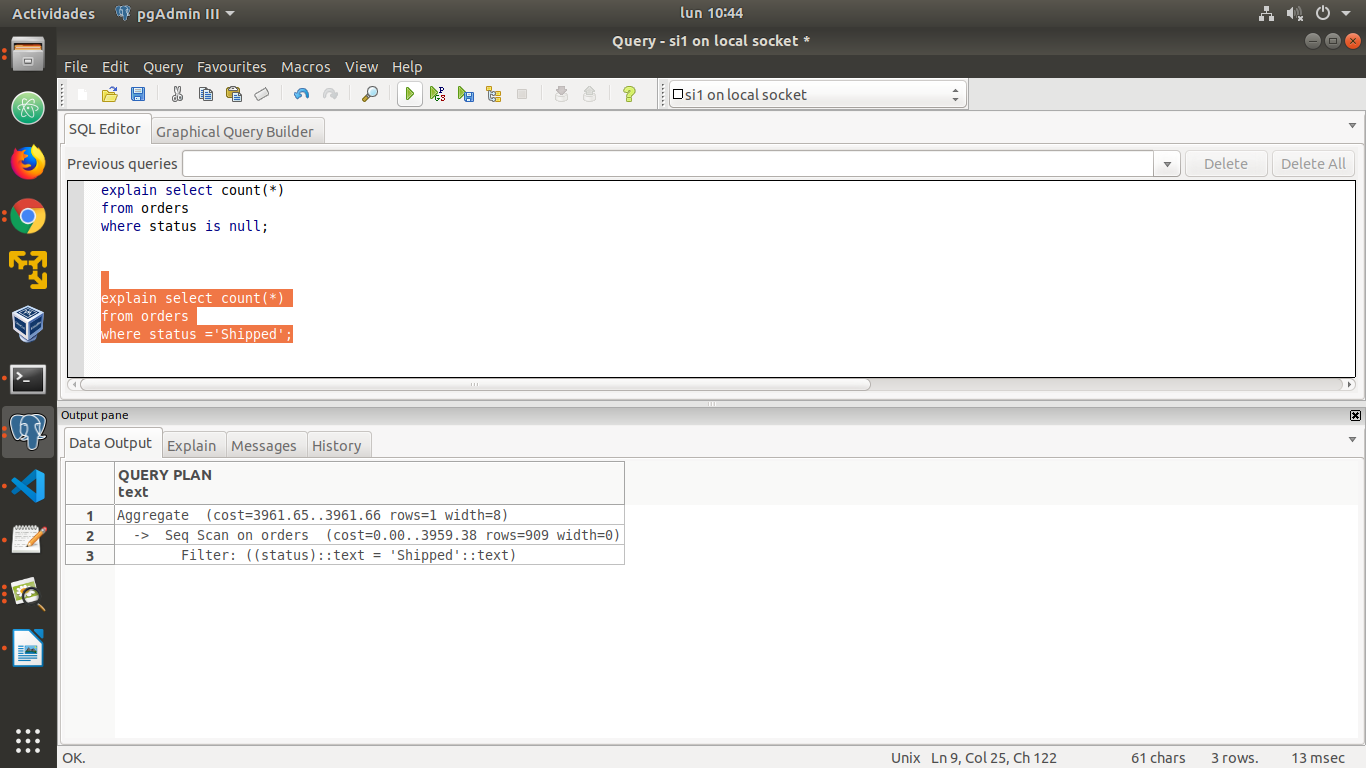 Actividades pgAdmin III lun 10:44
Query - si1 on local socket *
File Edit Query Favourites Macros View Help
si1 on local socket
SQL Editor Graphical Query Builder
Previous queries Delete Delete All
explain select count(*)
from orders
where status is null;
explain select count(*)
from orders
where status ='Shipped';
Output pane
Data Output Explain Messages History
QUERY PLAN
text
1 Aggregate  (cost=3961.65..3961.66 rows=1 width=8)
2   ->  Seq Scan on orders  (cost=0.00..3959.38 rows=909 width=0)
3         Filter: ((status)::text = 'Shipped'::text)
OK. Unix Ln 9, Col 25, Ch 122 61 chars 3 rows. 13 msec